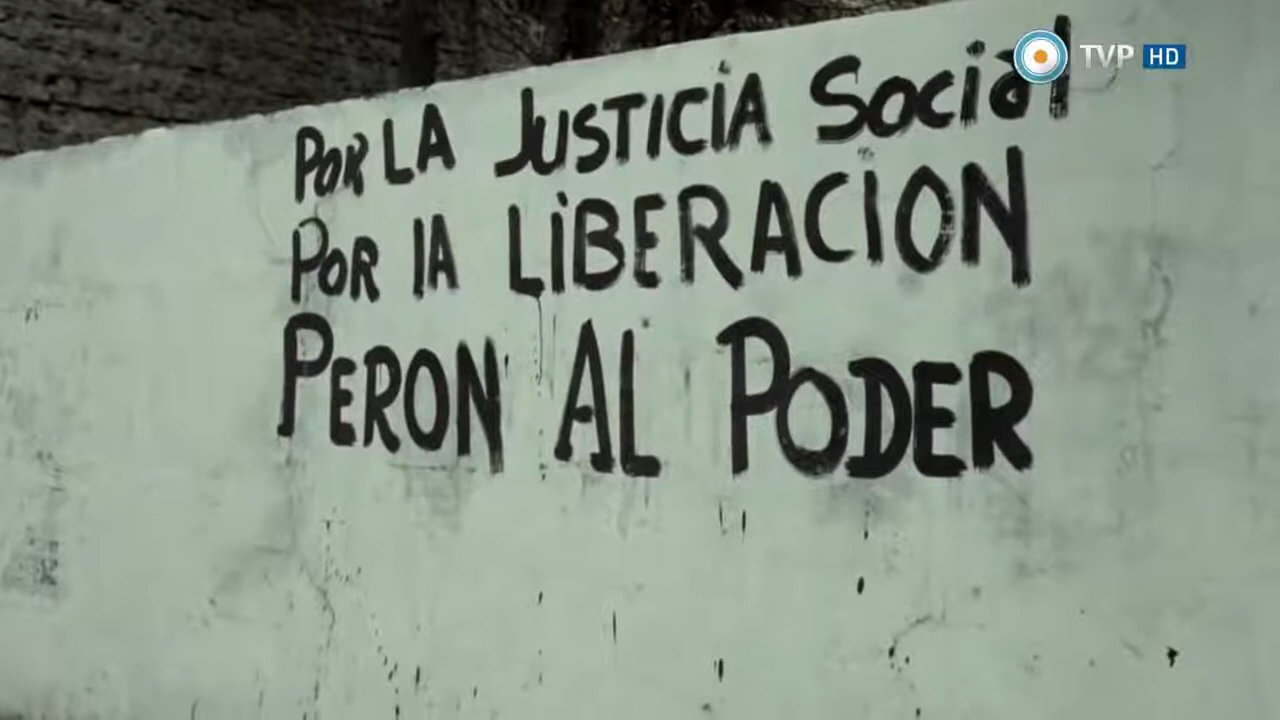 TVP HD
POR LA JUSTICIA SOCIAL
POR lA LIBERACION
PERON AL PODER